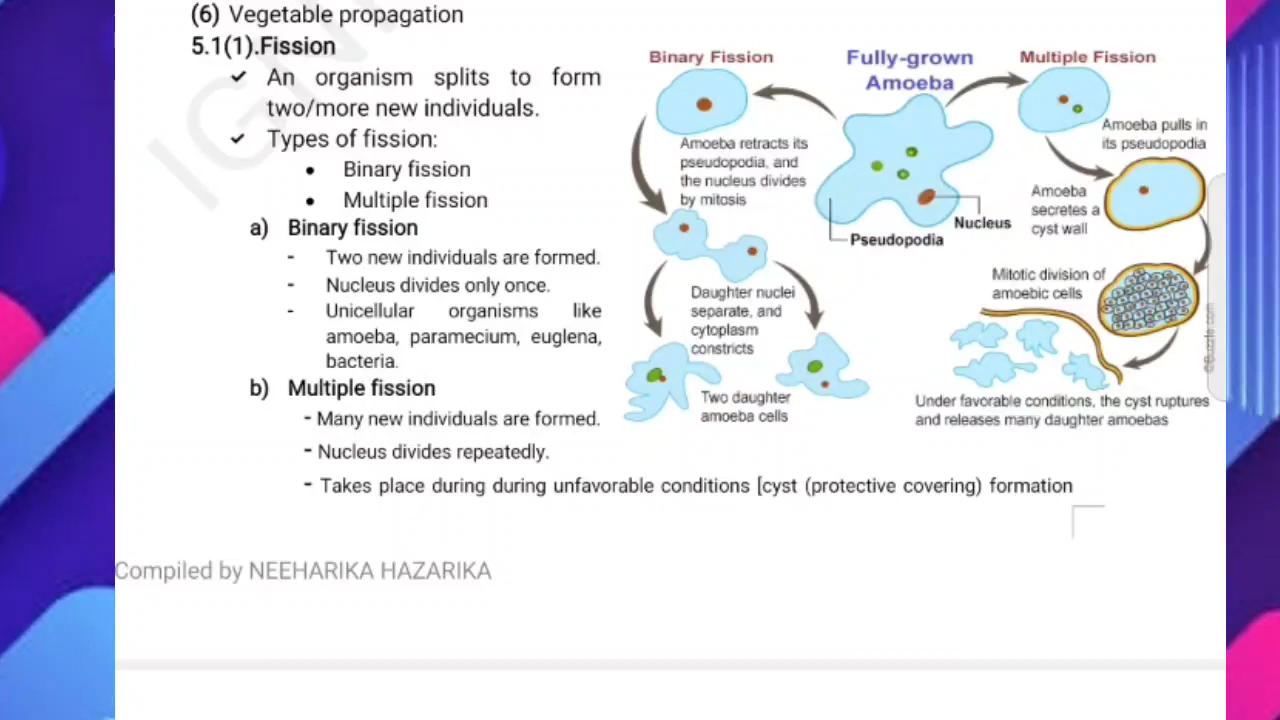 (6) Vegetable propagation
5.1(1).Fission
✓ An organism splits to form
two/more new individuals.
✓ Types of fission:
• Binary fission
• Multiple fission
a) Binary fission
- Two new individuals are formed.
- Nucleus divides only once.
- Unicellular organisms like
amoeba, paramecium, euglena,
bacteria.
b) Multiple fission
- Many new individuals are formed.
- Nucleus divides repeatedly.
- Takes place during during unfavorable conditions [cyst (protective covering) formation
Binary Fission
Fully-grown
Amoeba
Multiple Fission
Amoeba retracts its
pseudopodia, and
the nucleus divides
by mitosis
Nucleus
Pseudopodia
Amoeba pulls in
its pseudopodia
Amoeba
secretes a
cyst wall
Daughter nuclei
separate, and
cytoplasm
constricts
Mitotic division of
amoebic cells
Two daughter
amoeba cells
Under favorable conditions, the cyst ruptures
and releases many daughter amoebas
©Buzzle.com
Compiled by NEEHARIKA HAZARIKA